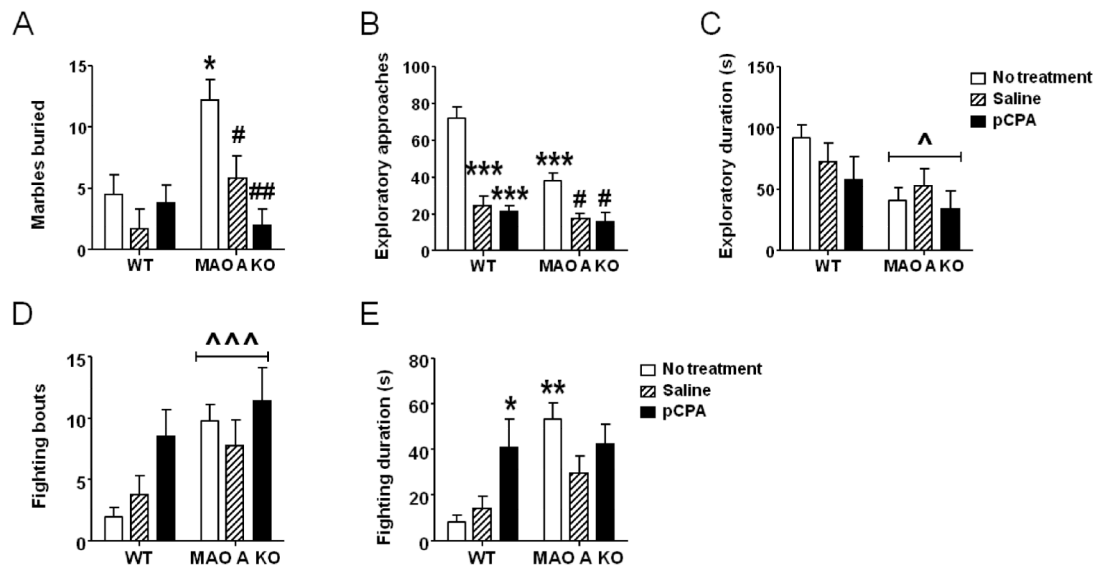 A
Marbles buried
15
10
5
0
*
#
##
WT
MAO A KO
B
Exploratory approaches
100
80
60
40
20
0
***
***
***
#
#
WT
MAO A KO
C
Exploratory duration (s)
150
100
50
0
^
WT
MAO A KO
No treatment
Saline
pCPA
D
Fighting bouts
15
10
5
0
^^^
WT
MAO A KO
E
Fighting duration (s)
80
60
40
20
0
*
**
WT
MAO A KO
No treatment
Saline
pCPA